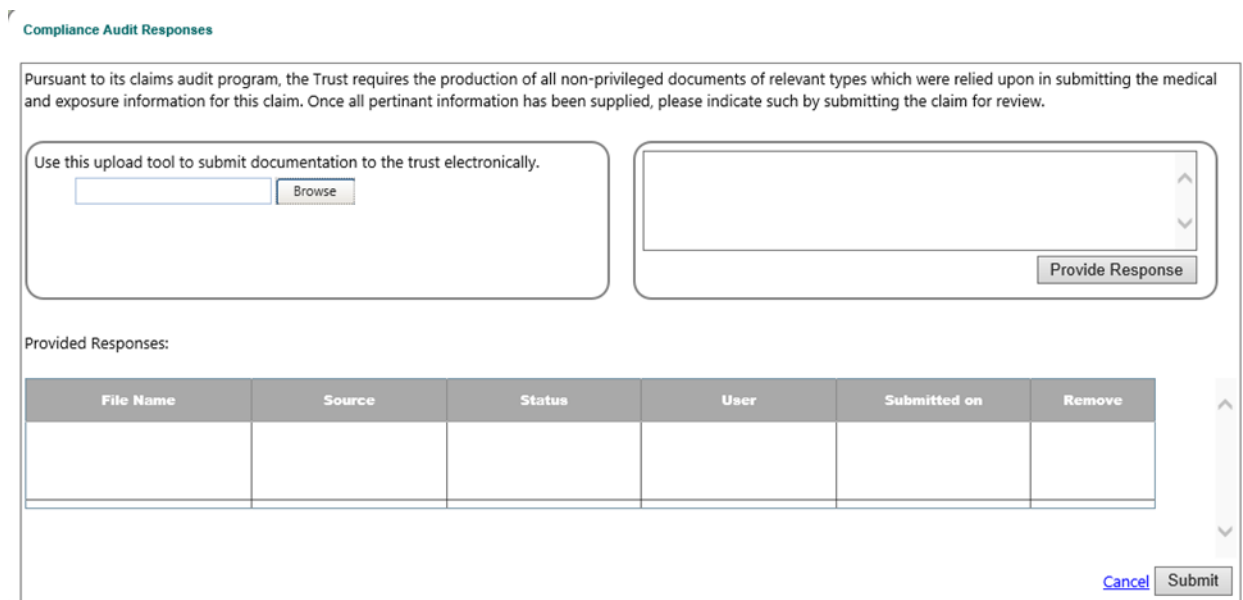 Compliance Audit Responses
Pursuant to its claims audit program, the Trust requires the production of all non-privileged documents of relevant types which were relied upon in submitting the medical
and exposure information for this claim. Once all pertinant information has been supplied, please indicate such by submitting the claim for review.
Use this upload tool to submit documentation to the trust electronically.
Browse
Provide Response
Provided Responses:
File Name Source Status User Submitted on Remove
Cancel Submit